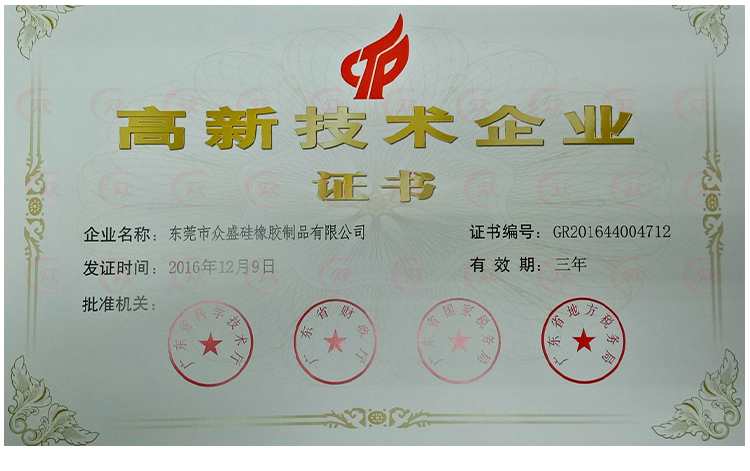 高新技术企业
证书
企业名称：东莞市众盛硅橡胶制品有限公司
证书编号：GR201644004712
发证时间：2016年12月9日
有效期：三年
批准机关：
广东省科学技术厅
广东省财政厅
广东省国家税务局
广东省地方税务局